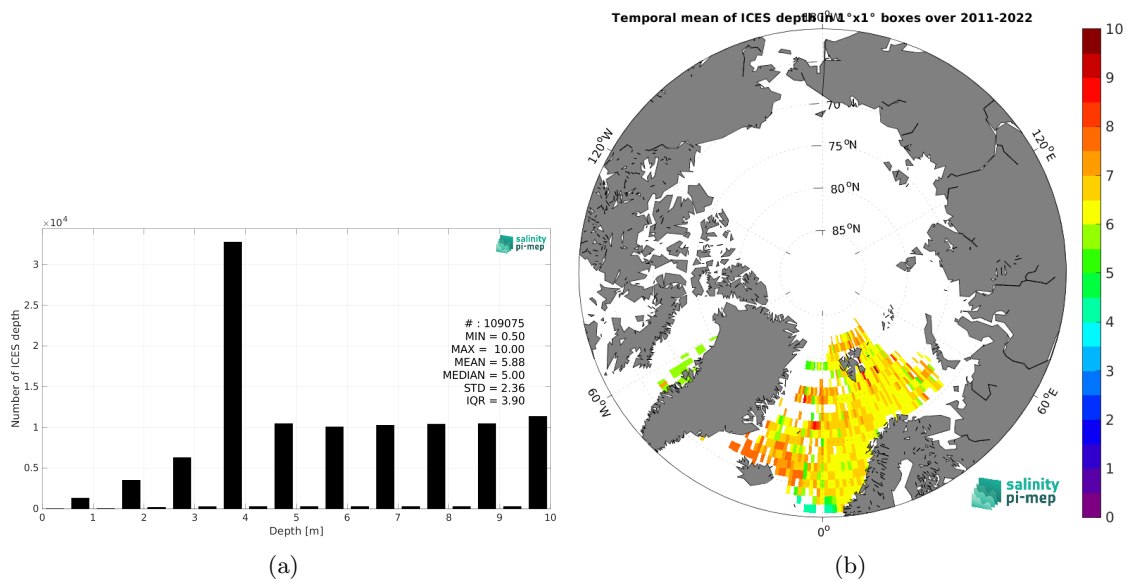 ×10⁴
3
2.5
2
1.5
1
0.5
0
0 1 2 3 4 5 6 7 8 9 10
Number of ICES depth
Depth [m]
salinity
pi-mep
# : 109075
MIN = 0.50
MAX = 10.00
MEAN = 5.88
MEDIAN = 5.00
STD = 2.36
IQR = 3.90
(a)
Temporal mean of ICES depth in 1°x1° boxes over 2011-2022
180°W
120°W
120°E
70°N
75°N
80°N
85°N
60°W
60°E
0°
salinity
pi-mep
10
9
8
7
6
5
4
3
2
1
0
(b)